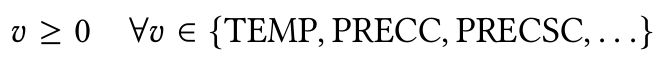 v ≥ 0 ∀v ∈ {TEMP, PRECC, PRECSC, . . .}